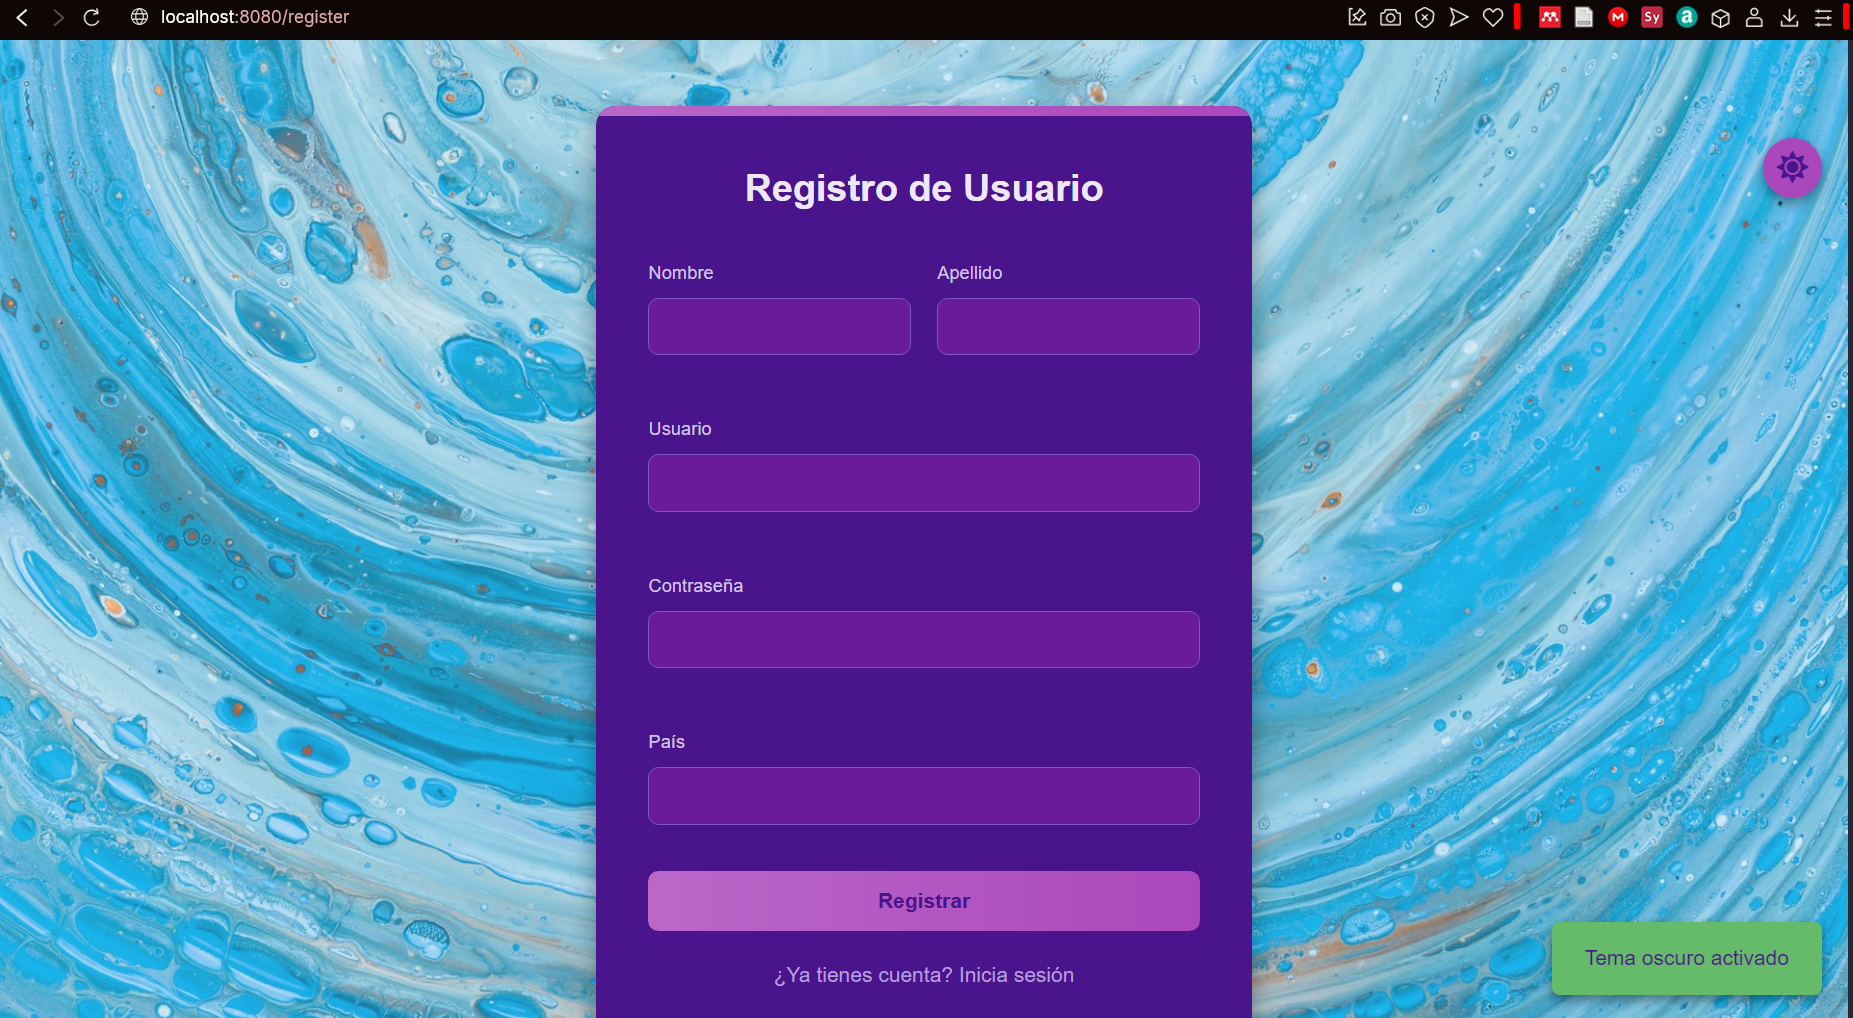 localhost:8080/register
M
Sy
a
Registro de Usuario
Nombre
Apellido
Usuario
Contraseña
País
Registrar
¿Ya tienes cuenta? Inicia sesión
Tema oscuro activado